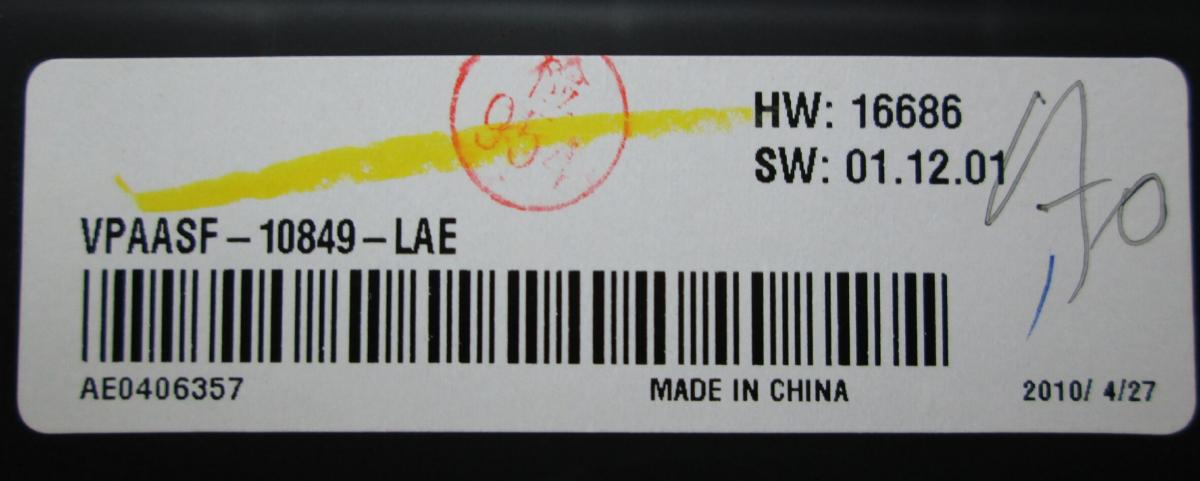 HW: 16686
SW: 01.12.01
VPAASF-10849-LAE
AE0406357
MADE IN CHINA
2010/ 4/27